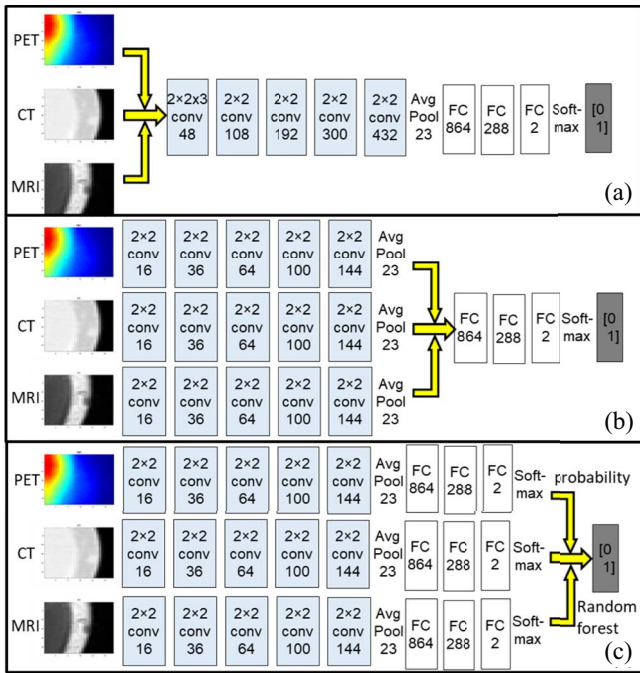 PET
CT
MRI
2×2x3 conv 48
2×2 conv 108
2×2 conv 192
2×2 conv 300
2×2 conv 432
Avg Pool 23
FC 864
FC 288
FC 2
Soft-max
[0 1]
(a)
PET
2×2 conv 16
2×2 conv 36
2×2 conv 64
2×2 conv 100
2×2 conv 144
Avg Pool 23
CT
2×2 conv 16
2×2 conv 36
2×2 conv 64
2×2 conv 100
2×2 conv 144
Avg Pool 23
MRI
2×2 conv 16
2×2 conv 36
2×2 conv 64
2×2 conv 100
2×2 conv 144
Avg Pool 23
FC 864
FC 288
FC 2
Soft-max
[0 1]
(b)
PET
2×2 conv 16
2×2 conv 36
2×2 conv 64
2×2 conv 100
2×2 conv 144
Avg Pool 23
FC 864
FC 288
FC 2
Soft-max
probability
CT
2×2 conv 16
2×2 conv 36
2×2 conv 64
2×2 conv 100
2×2 conv 144
Avg Pool 23
FC 864
FC 288
FC 2
Soft-max
[0 1]
MRI
2×2 conv 16
2×2 conv 36
2×2 conv 64
2×2 conv 100
2×2 conv 144
Avg Pool 23
FC 864
FC 288
FC 2
Soft-max
Random forest
(c)